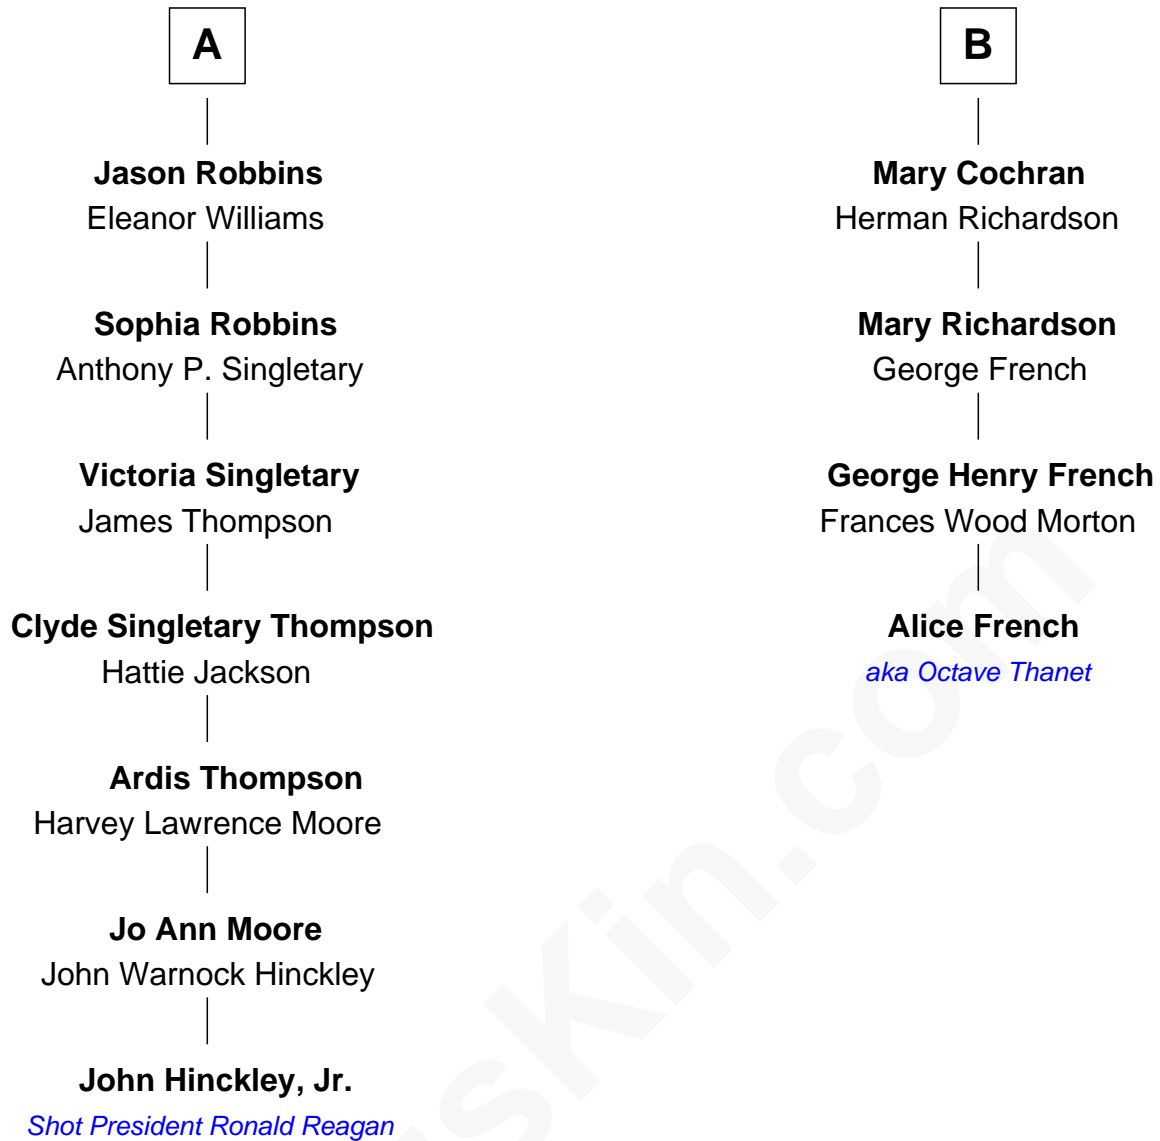 A
Jason Robbins
Eleanor Williams
Sophia Robbins
Anthony P. Singletary
Victoria Singletary
James Thompson
Clyde Singletary Thompson
Hattie Jackson
Ardis Thompson
Harvey Lawrence Moore
Jo Ann Moore
John Warnock Hinckley
John Hinckley, Jr.
Shot President Ronald Reagan
B
Mary Cochran
Herman Richardson
Mary Richardson
George French
George Henry French
Frances Wood Morton
Alice French
aka Octave Thanet
isKin.com